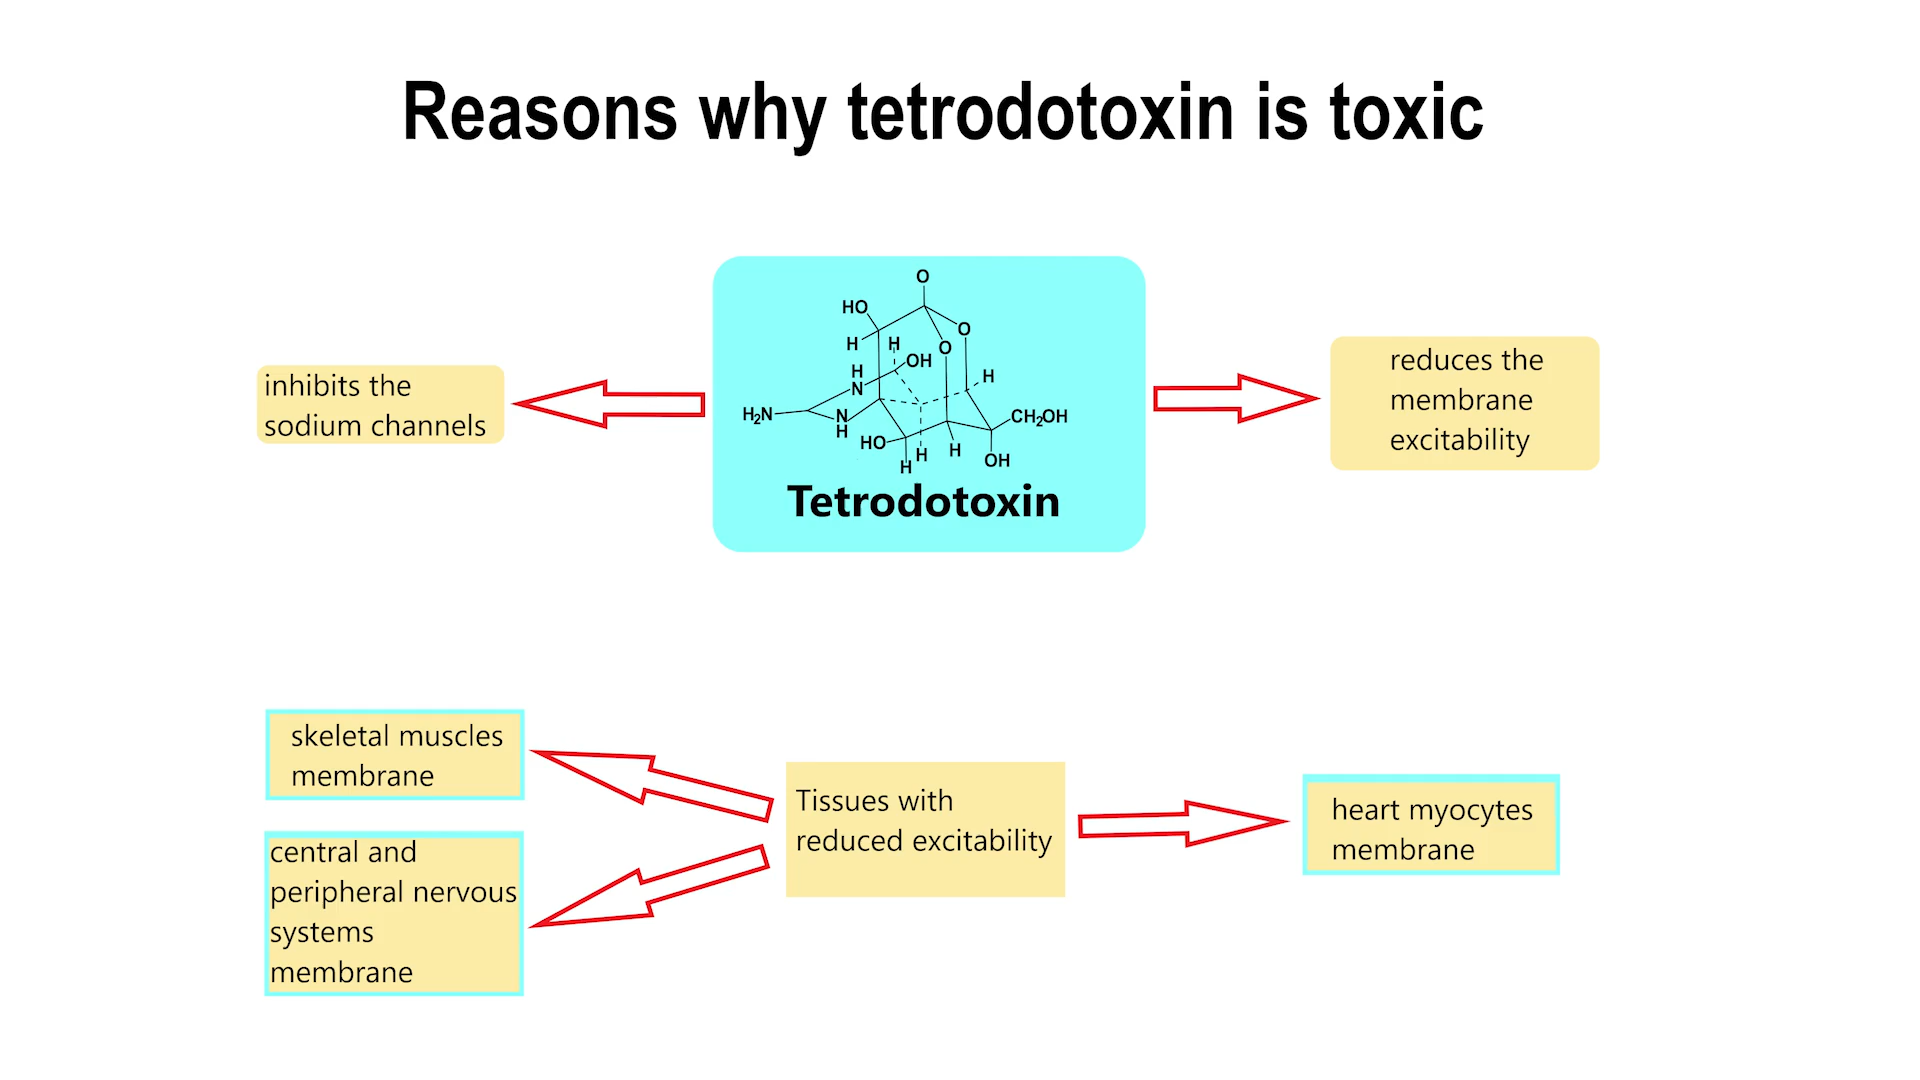 Reasons why tetrodotoxin is toxic
inhibits the
sodium channels
O
HO
O
H
H
O
OH
H
N
H
H₂N
N
H
CH₂OH
HO
H
H
H
OH
Tetrodotoxin
reduces the
membrane
excitability
skeletal muscles
membrane
central and
peripheral nervous
systems
membrane
Tissues with
reduced excitability
heart myocytes
membrane